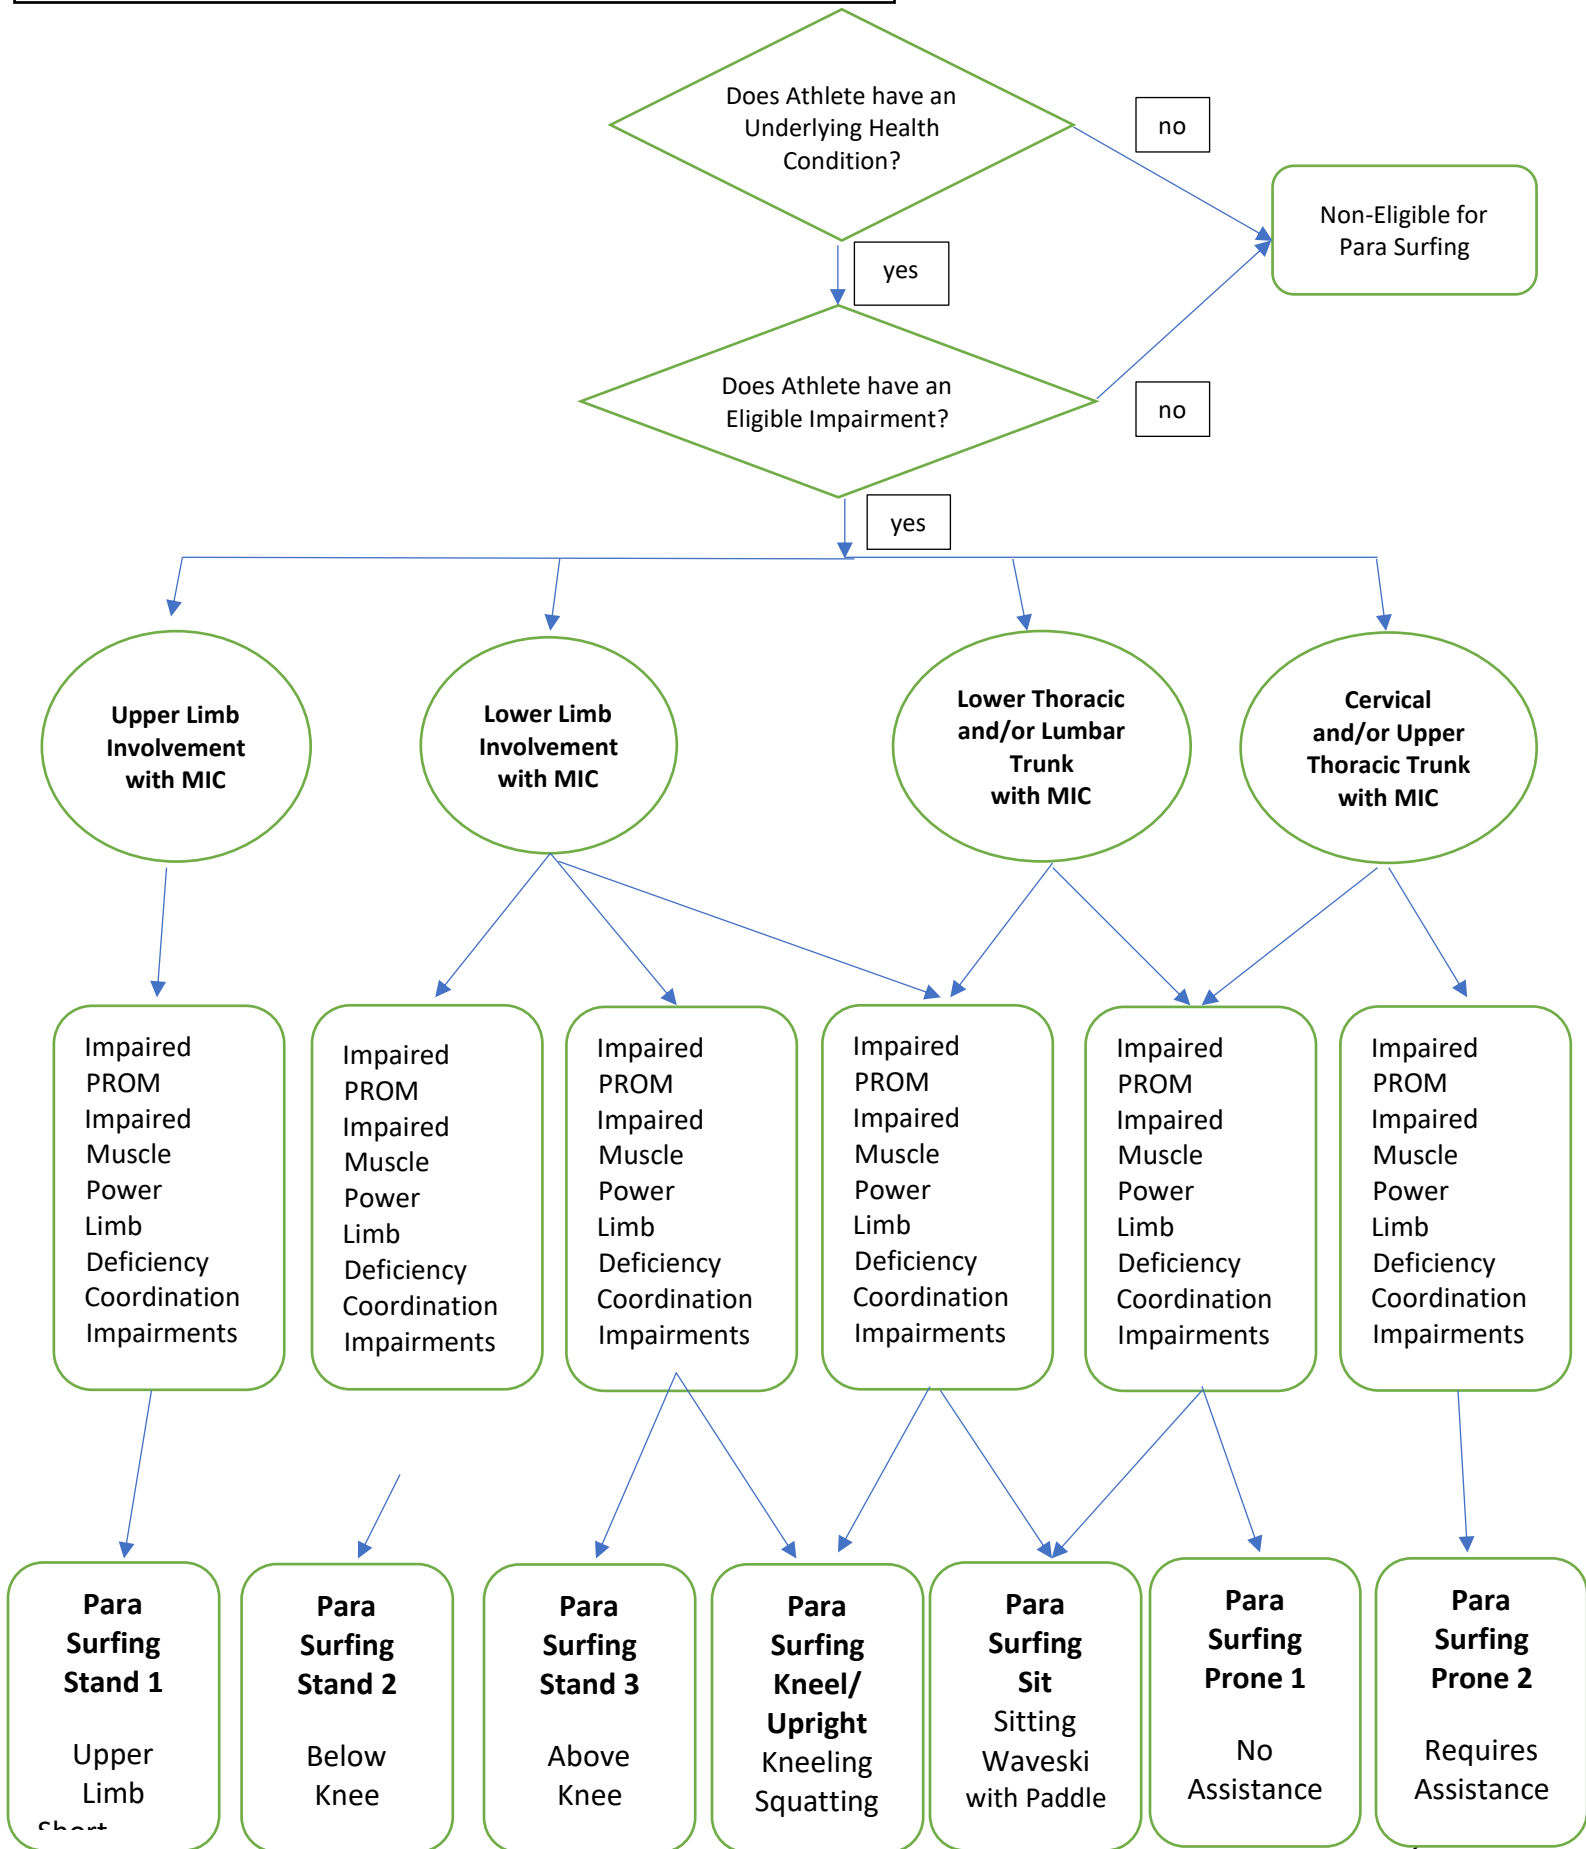 Does Athlete have an
Underlying Health
Condition?
no
Non-Eligible for
Para Surfing
yes
Does Athlete have an
Eligible Impairment?
no
yes
Upper Limb
Involvement
with MIC
Lower Limb
Involvement
with MIC
Lower Thoracic
and/or Lumbar
Trunk
with MIC
Cervical
and/or Upper
Thoracic Trunk
with MIC
Impaired
PROM
Impaired
Muscle
Power
Limb
Deficiency
Coordination
Impairments
Impaired
PROM
Impaired
Muscle
Power
Limb
Deficiency
Coordination
Impairments
Impaired
PROM
Impaired
Muscle
Power
Limb
Deficiency
Coordination
Impairments
Impaired
PROM
Impaired
Muscle
Power
Limb
Deficiency
Coordination
Impairments
Impaired
PROM
Impaired
Muscle
Power
Limb
Deficiency
Coordination
Impairments
Impaired
PROM
Impaired
Muscle
Power
Limb
Deficiency
Coordination
Impairments
Para
Surfing
Stand 1
Upper
Limb
Short
Para
Surfing
Stand 2
Below
Knee
Para
Surfing
Stand 3
Above
Knee
Para
Surfing
Kneel/
Upright
Kneeling
Squatting
Para
Surfing
Sit
Sitting
Waveski
with Paddle
Para
Surfing
Prone 1
No
Assistance
Para
Surfing
Prone 2
Requires
Assistance